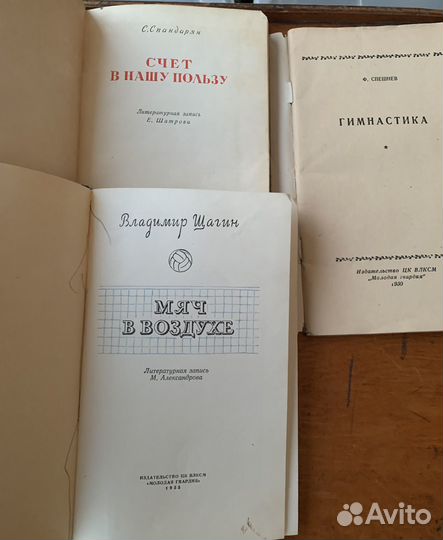 С. Спандарян
СЧЕТ
В НАШУ ПОЛЬЗУ
Литературная запись
Е. Шатрова
Ф. СПЕШНЕВ
ГИМНАСТИКА
Издательство ЦК ВЛКСМ
"Молодая гвардия"
1950
Владимир Щагин
МЯЧ
В ВОЗДУХЕ
Литературная запись
М. Александрова
ИЗДАТЕЛЬСТВО ЦК ВЛКСМ
«МОЛОДАЯ ГВАРДИЯ»
1955
Avito